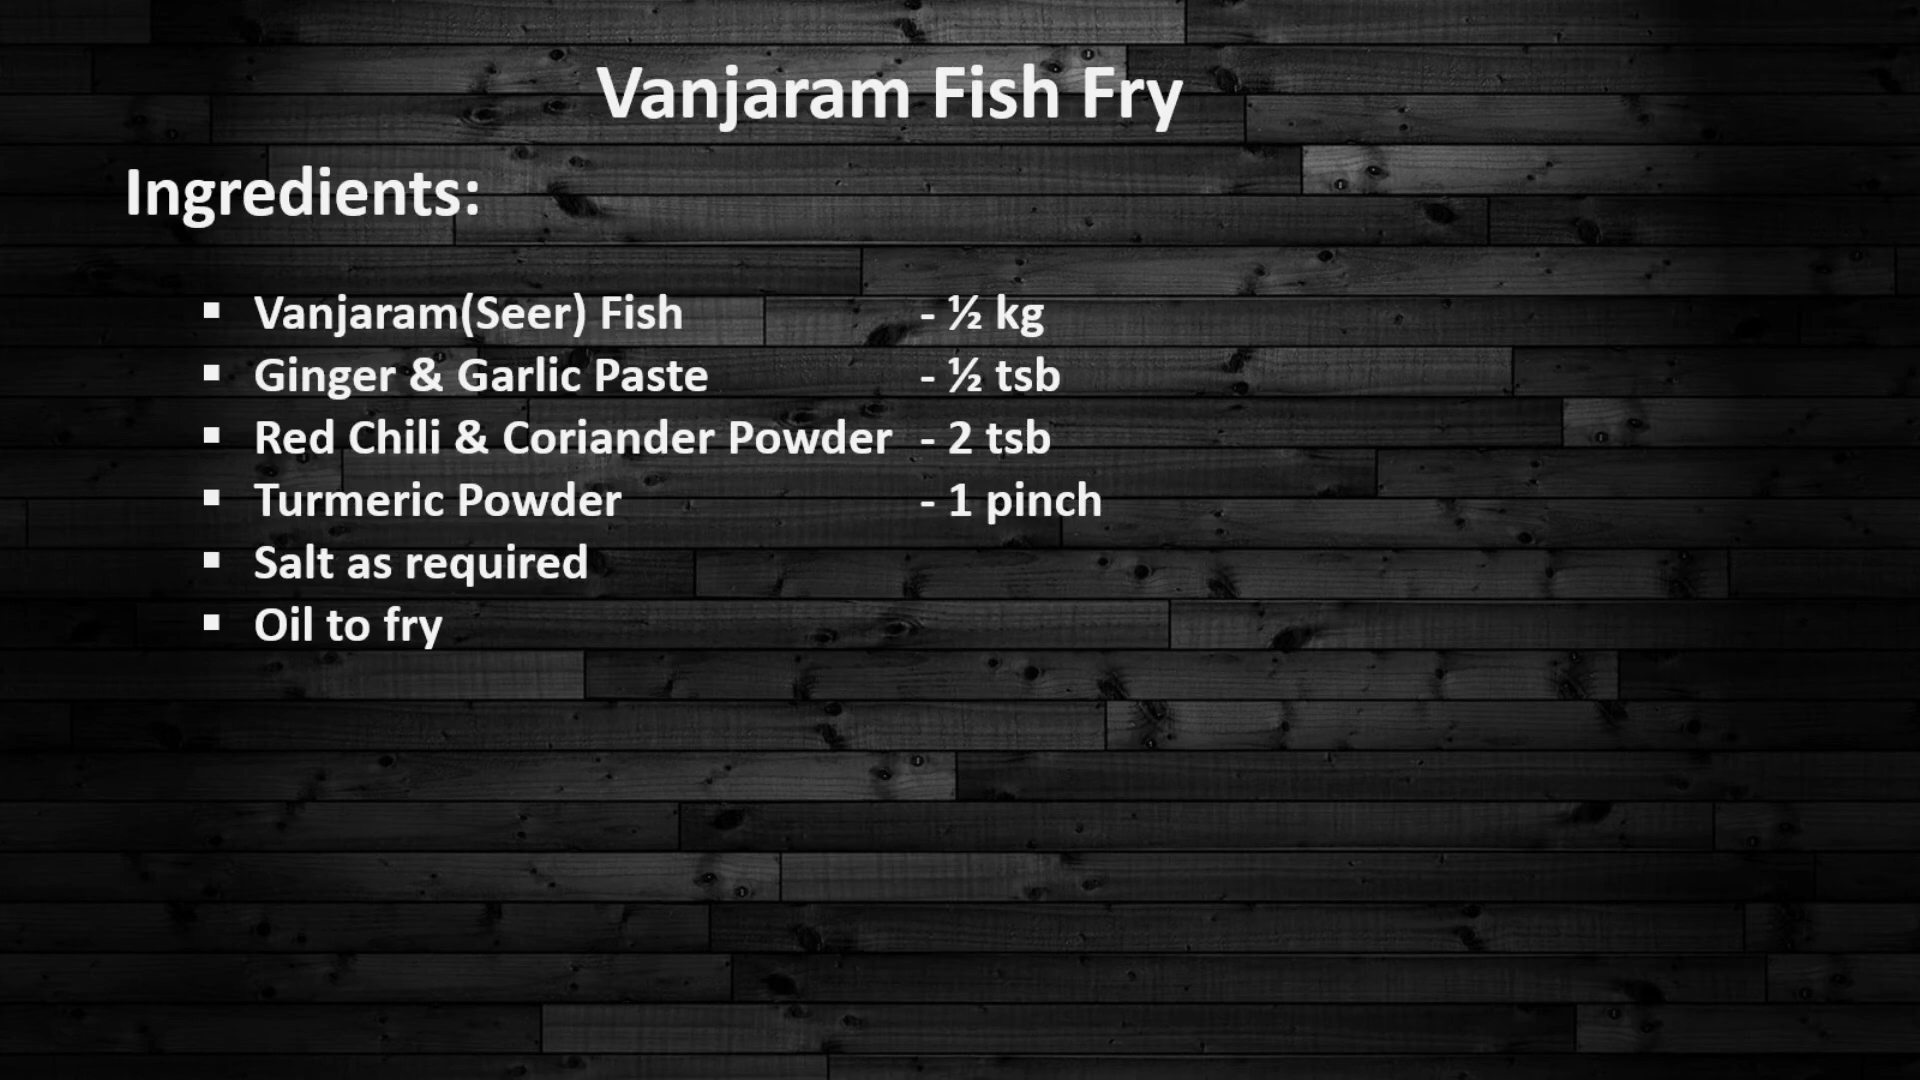 Vanjaram Fish Fry
Ingredients:
▪ Vanjaram(Seer) Fish - ½ kg
▪ Ginger & Garlic Paste - ½ tsb
▪ Red Chili & Coriander Powder - 2 tsb
▪ Turmeric Powder - 1 pinch
▪ Salt as required
▪ Oil to fry